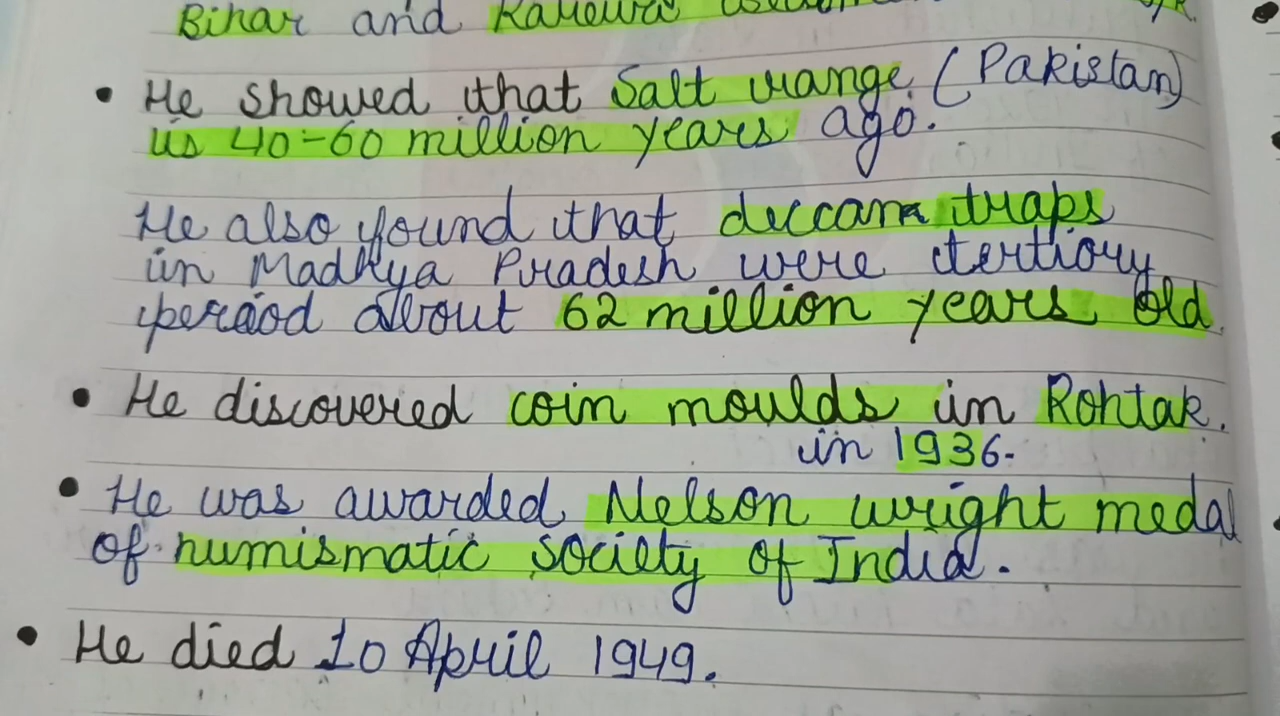 Bihar and Karewa
• He showed that Salt range (Pakistan)
is 40-60 million years ago.
He also found that deccan traps
in Madhya Pradesh were tertiory
period about 62 million years old.
• He discovered coin moulds in Rohtak.
in 1936.
• He was awarded Nelson wright medal
of numismatic society of India.
• He died 10 April 1949.